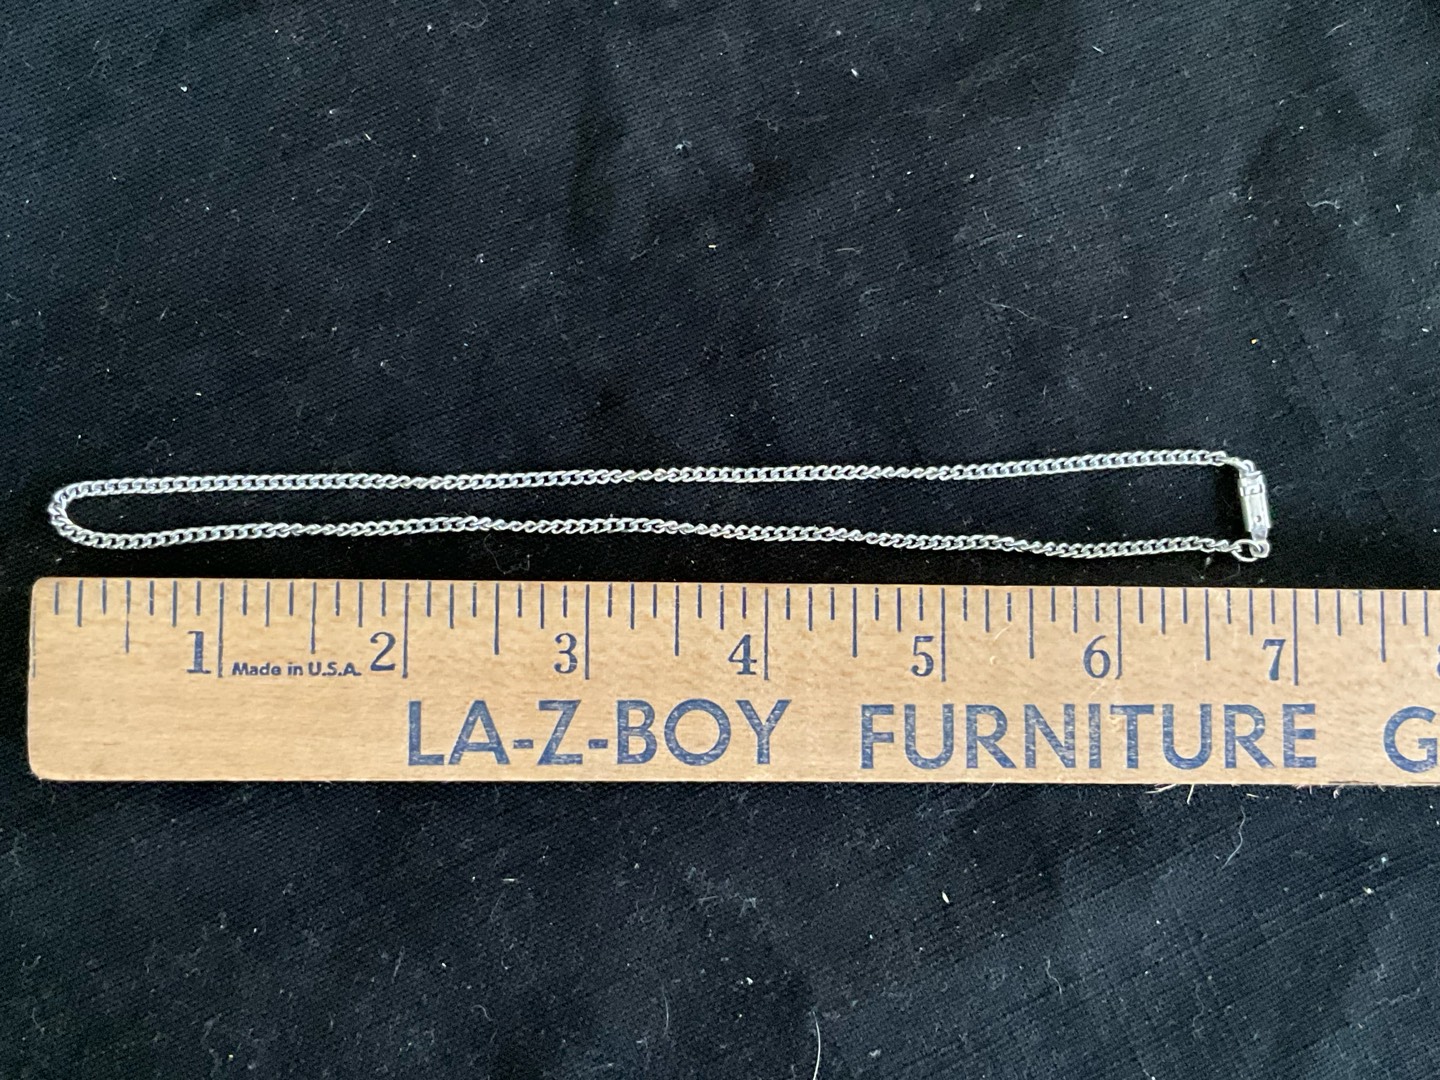 1 Made in U.S.A. 2 3 4 5 6 7
LA-Z-BOY FURNITURE G